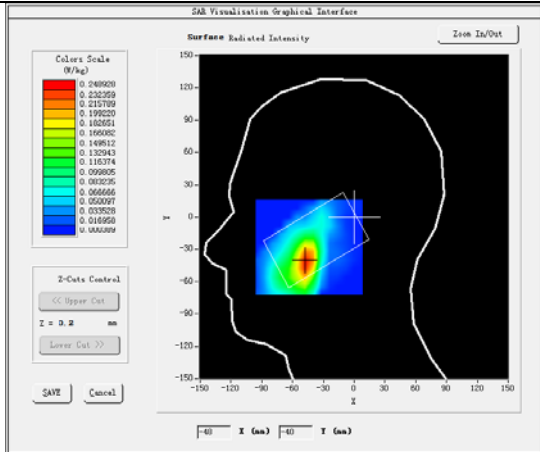 SAR Visualisation Graphical Interface
Surface Radiated Intensity
Zoom In/Out
Colors Scale
(W/kg)
0.248928
0.232359
0.215789
0.199220
0.182651
0.166082
0.149512
0.132943
0.116374
0.099805
0.083235
0.066666
0.050097
0.033528
0.016958
0.000389
150
120
90
60
30
0
-30
-60
-90
-120
-150
Y
-150 -120 -90 -60 -30 0 30 60 90 120 150
X
Z-Cuts Control
<< Upper Cut
Z = 3.2 mm
Lower Cut >>
SAVE Cancel
-48 X (mm) -40 Y (mm)